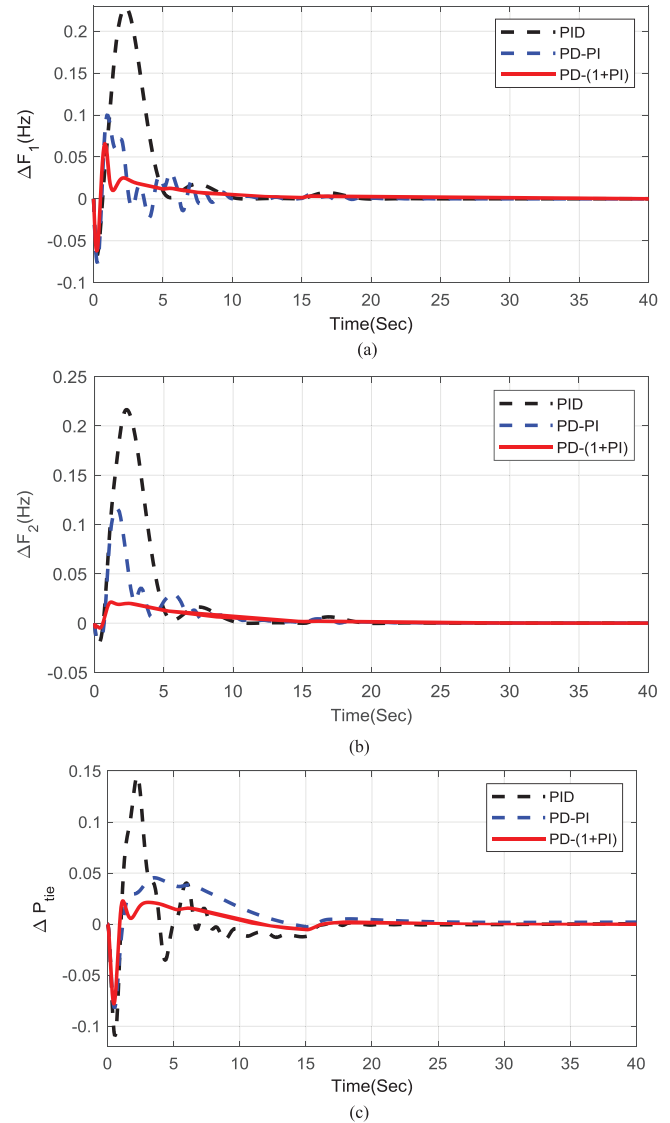 0.2
0.15
0.1
0.05
0
-0.05
-0.1
ΔF1(Hz)
PID
PD-PI
PD-(1+PI)
0 5 10 15 20 25 30 35 40
Time(Sec)
(a)
0.25
0.2
0.15
0.1
0.05
0
-0.05
ΔF2(Hz)
PID
PD-PI
PD-(1+PI)
0 5 10 15 20 25 30 35 40
Time(Sec)
(b)
0.15
0.1
0.05
0
-0.05
-0.1
Δ Ptie
PID
PD-PI
PD-(1+PI)
0 5 10 15 20 25 30 35 40
Time(Sec)
(c)